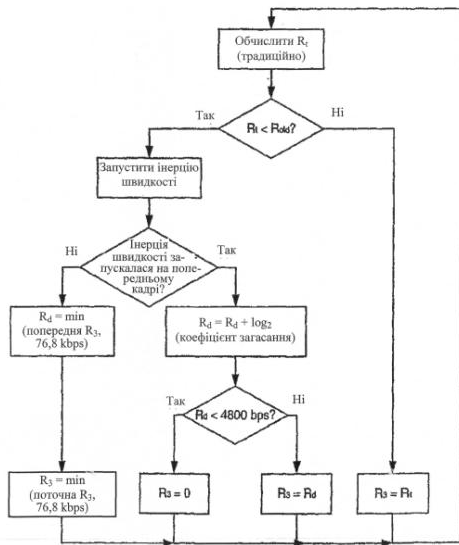 Обчислити Rt
(традиційно)
Так
Ні
Rt < Rold?
Запустити інерцію
швидкості
Ні
Інерція
швидкості за-
пускалася на попе-
редньому
кадрі?
Так
Rd = min
(попередня R3,
76,8 kbps)
Rd = Rd + log2
(коефіцієнт загасання)
Так
Rd < 4800 bps?
Ні
R3 = min
(поточна R3,
76,8 kbps)
R3 = 0
R3 = Rd
R3 = Rt